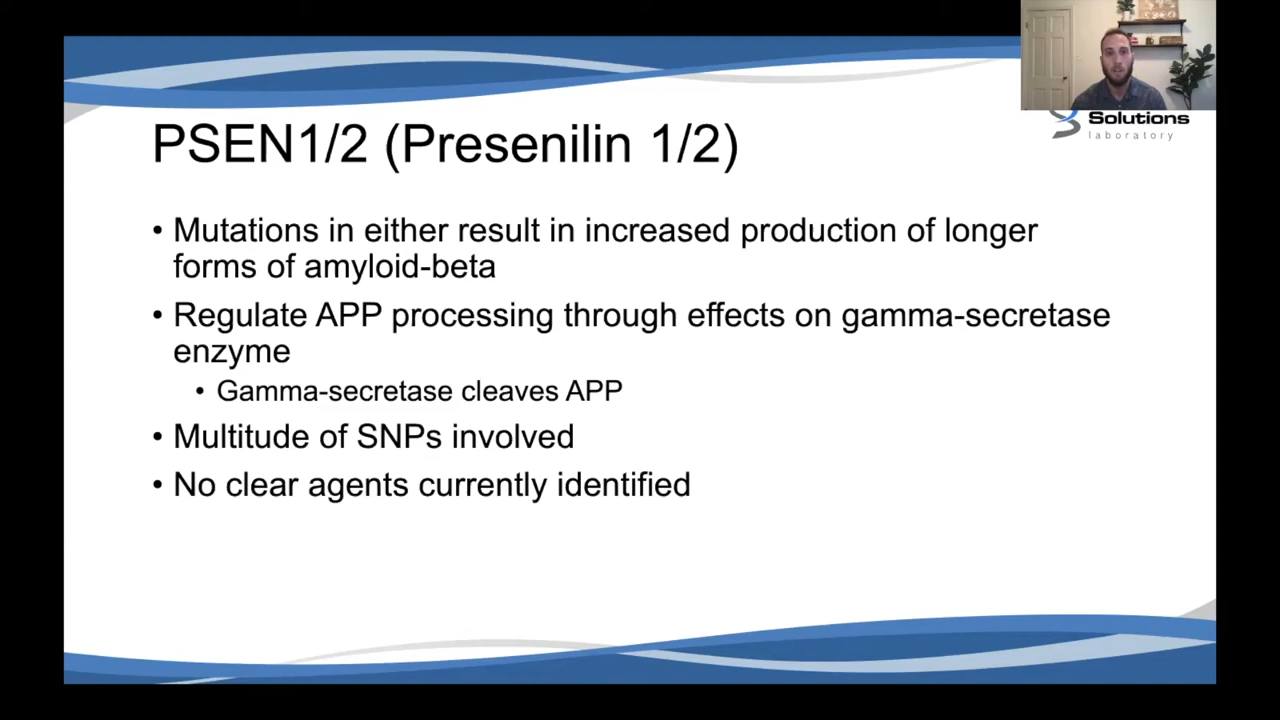 Solutions
laboratory
PSEN1/2 (Presenilin 1/2)
• Mutations in either result in increased production of longer
forms of amyloid-beta
• Regulate APP processing through effects on gamma-secretase
enzyme
• Gamma-secretase cleaves APP
• Multitude of SNPs involved
• No clear agents currently identified